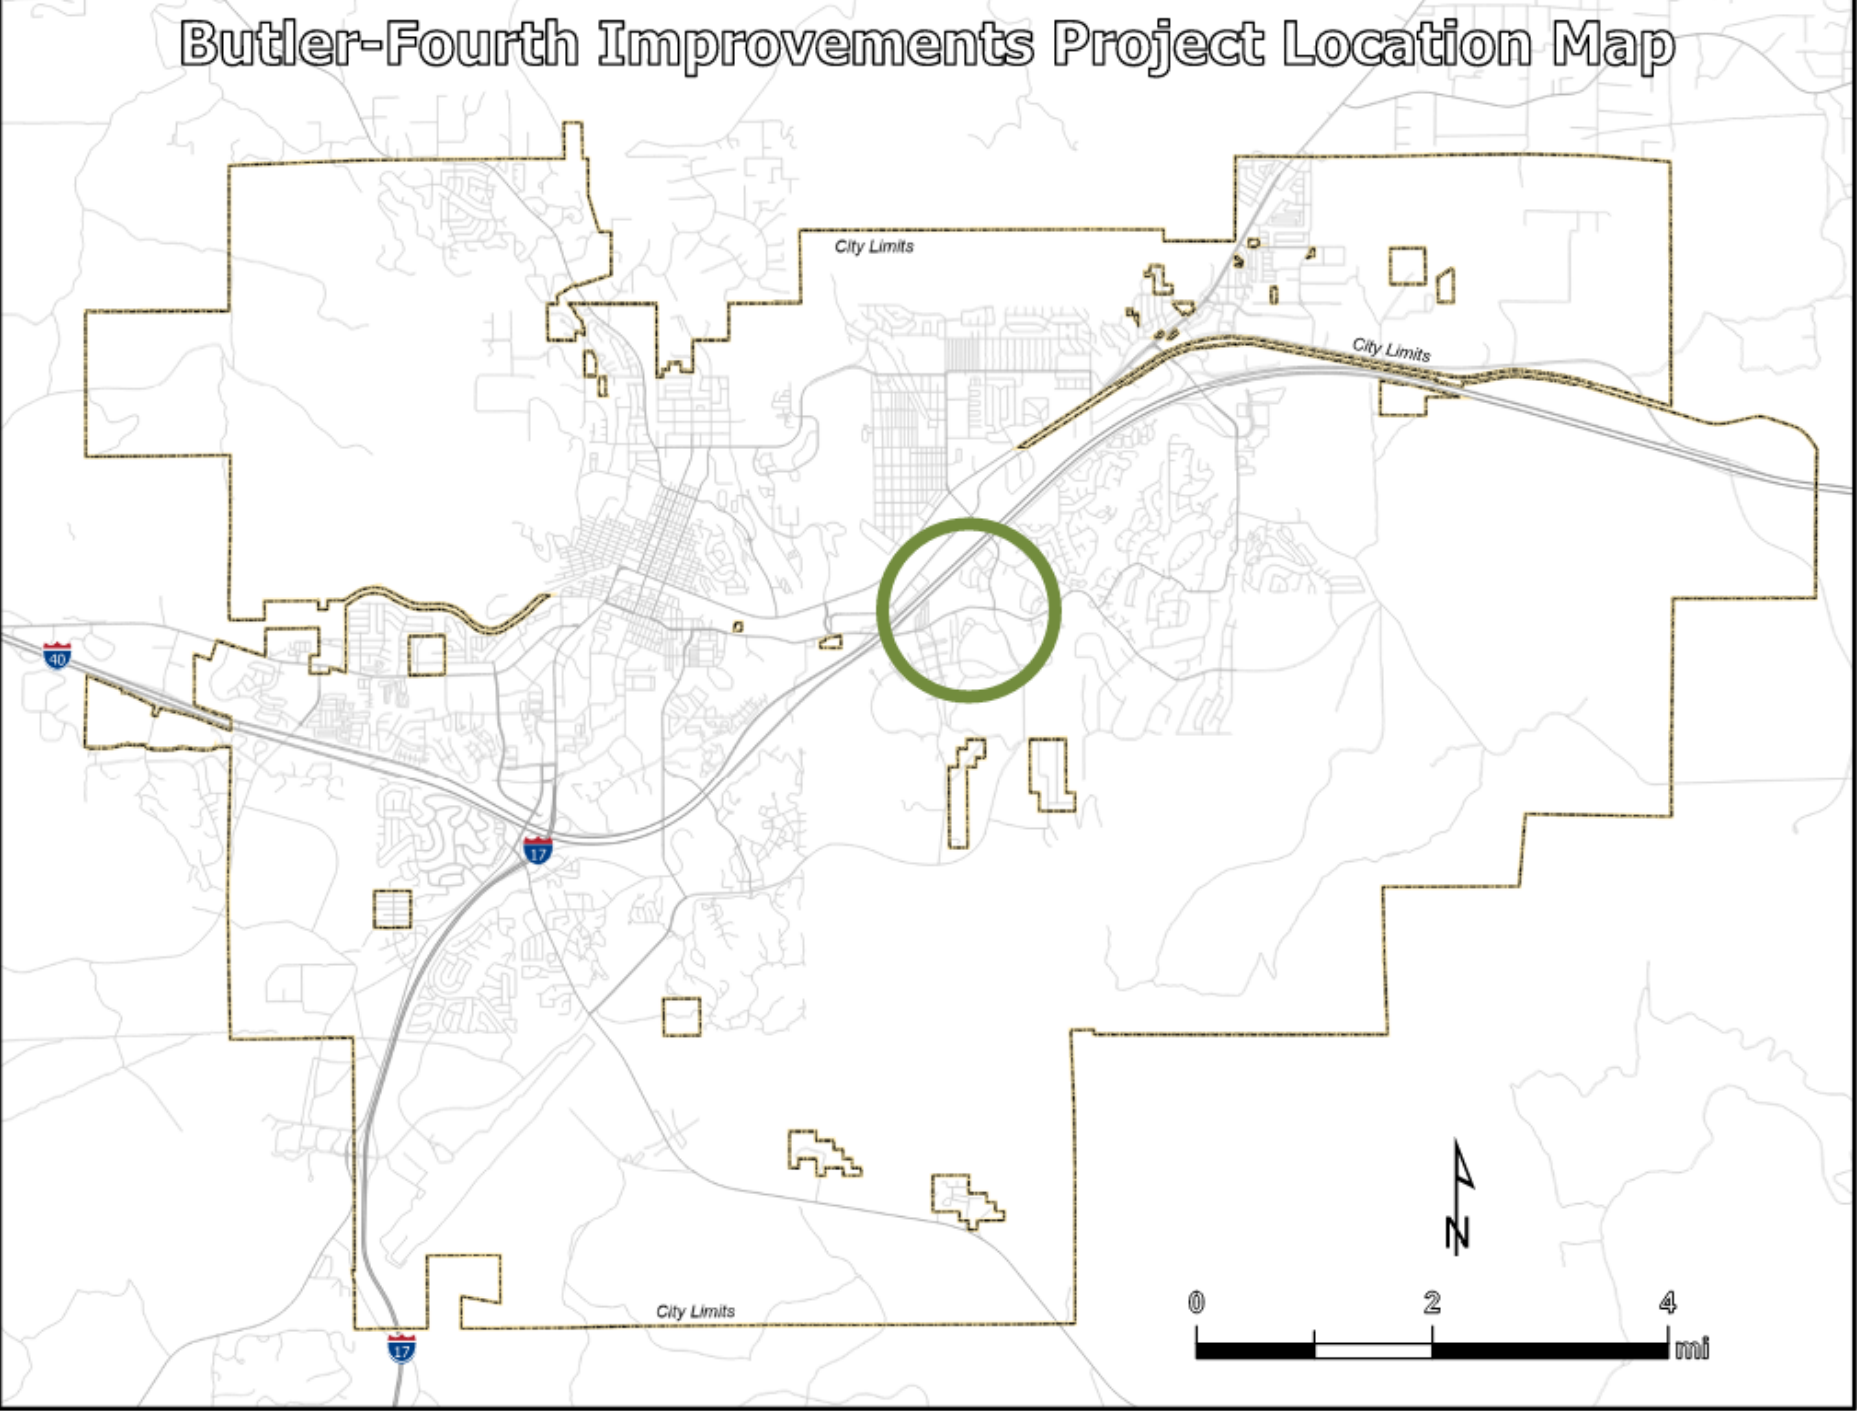 Butler-Fourth Improvements Project Location Map
City Limits
City Limits
40
17
N
0 2 4
mi
City Limits
17